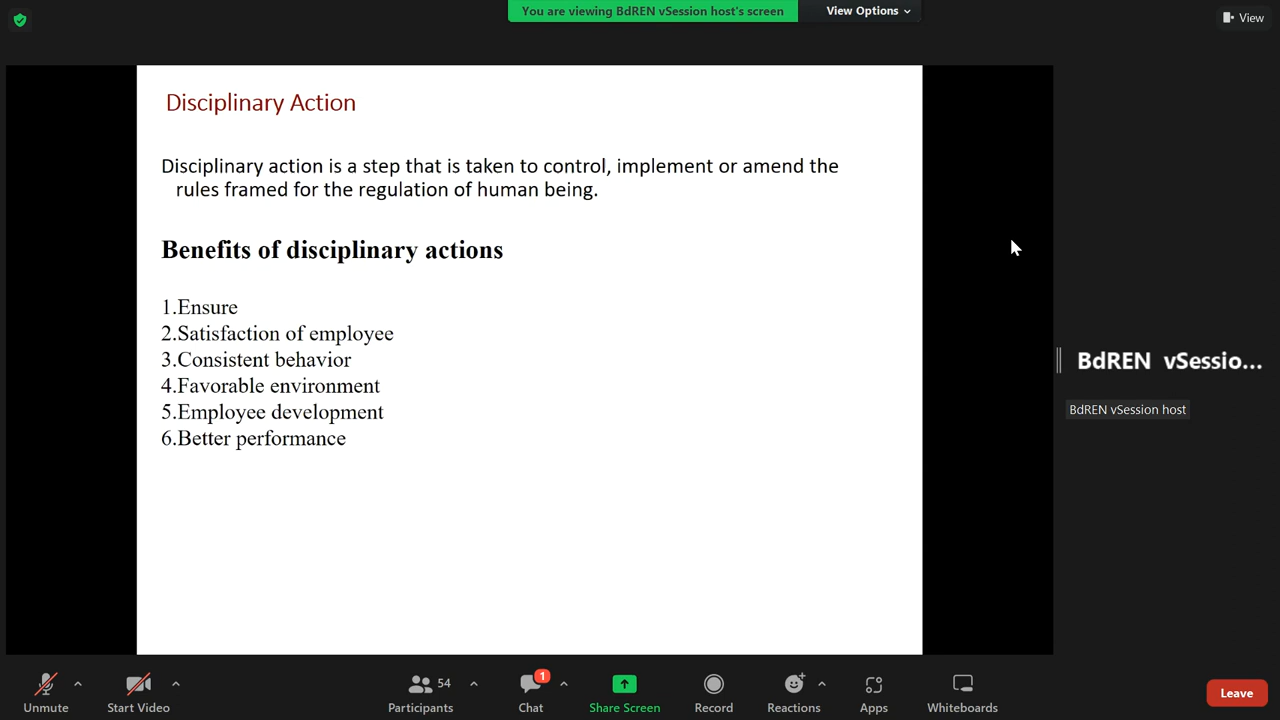 You are viewing BdREN vSession host's screen
View Options
View
Disciplinary Action
Disciplinary action is a step that is taken to control, implement or amend the
rules framed for the regulation of human being.
Benefits of disciplinary actions
1.Ensure
2.Satisfaction of employee
3.Consistent behavior
4.Favorable environment
5.Employee development
6.Better performance
BdREN vSessio...
BdREN vSession host
Unmute
Start Video
54
Participants
1
Chat
Share Screen
Record
Reactions
Apps
Whiteboards
Leave